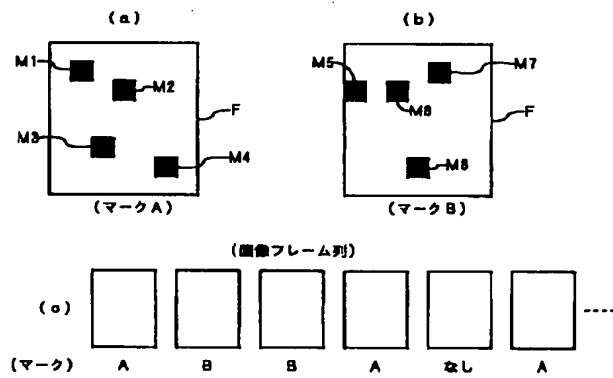 (a) (b)
M1 M2 F
M3 M4
M5 M7 F
M6
M8
(マークA) (マークB)
(画像フレーム列)
(c)
(マーク) A B B A なし A